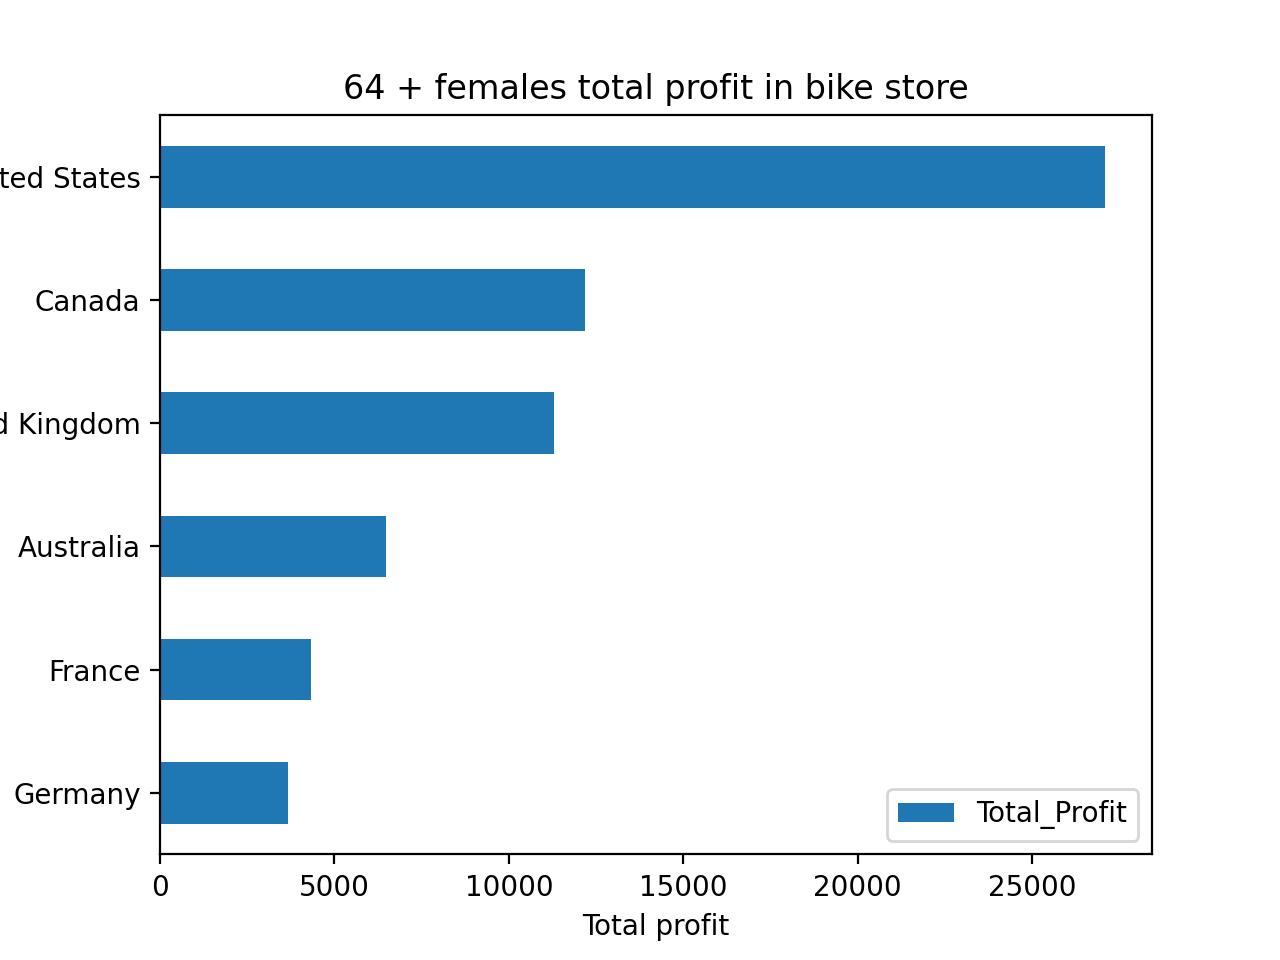 64 + females total profit in bike store
ted States
Canada
d Kingdom
Australia
France
Germany
Total_Profit
0 5000 10000 15000 20000 25000
Total profit